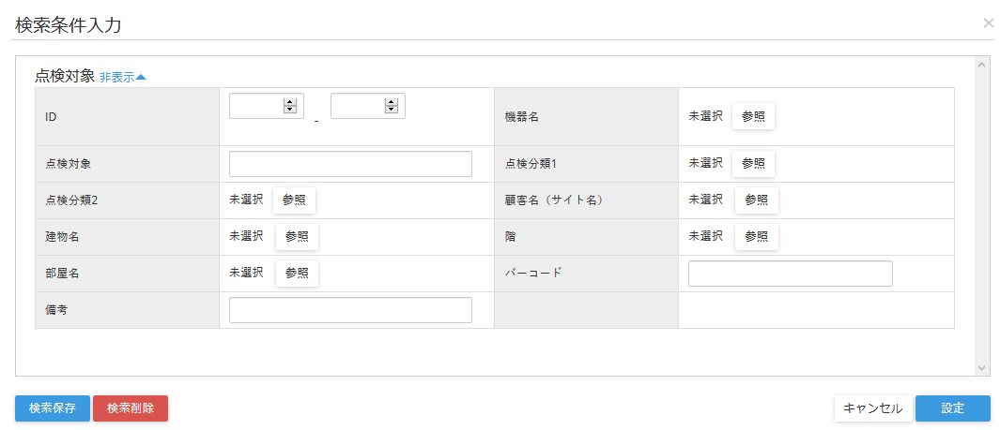 検索条件入力 ×
点検対象 非表示
ID - 機器名 未選択 参照
点検対象 点検分類1 未選択 参照
点検分類2 未選択 参照 顧客名（サイト名） 未選択 参照
建物名 未選択 参照 階 未選択 参照
部屋名 未選択 参照 バーコード
備考
検索保存 検索削除 キャンセル 設定